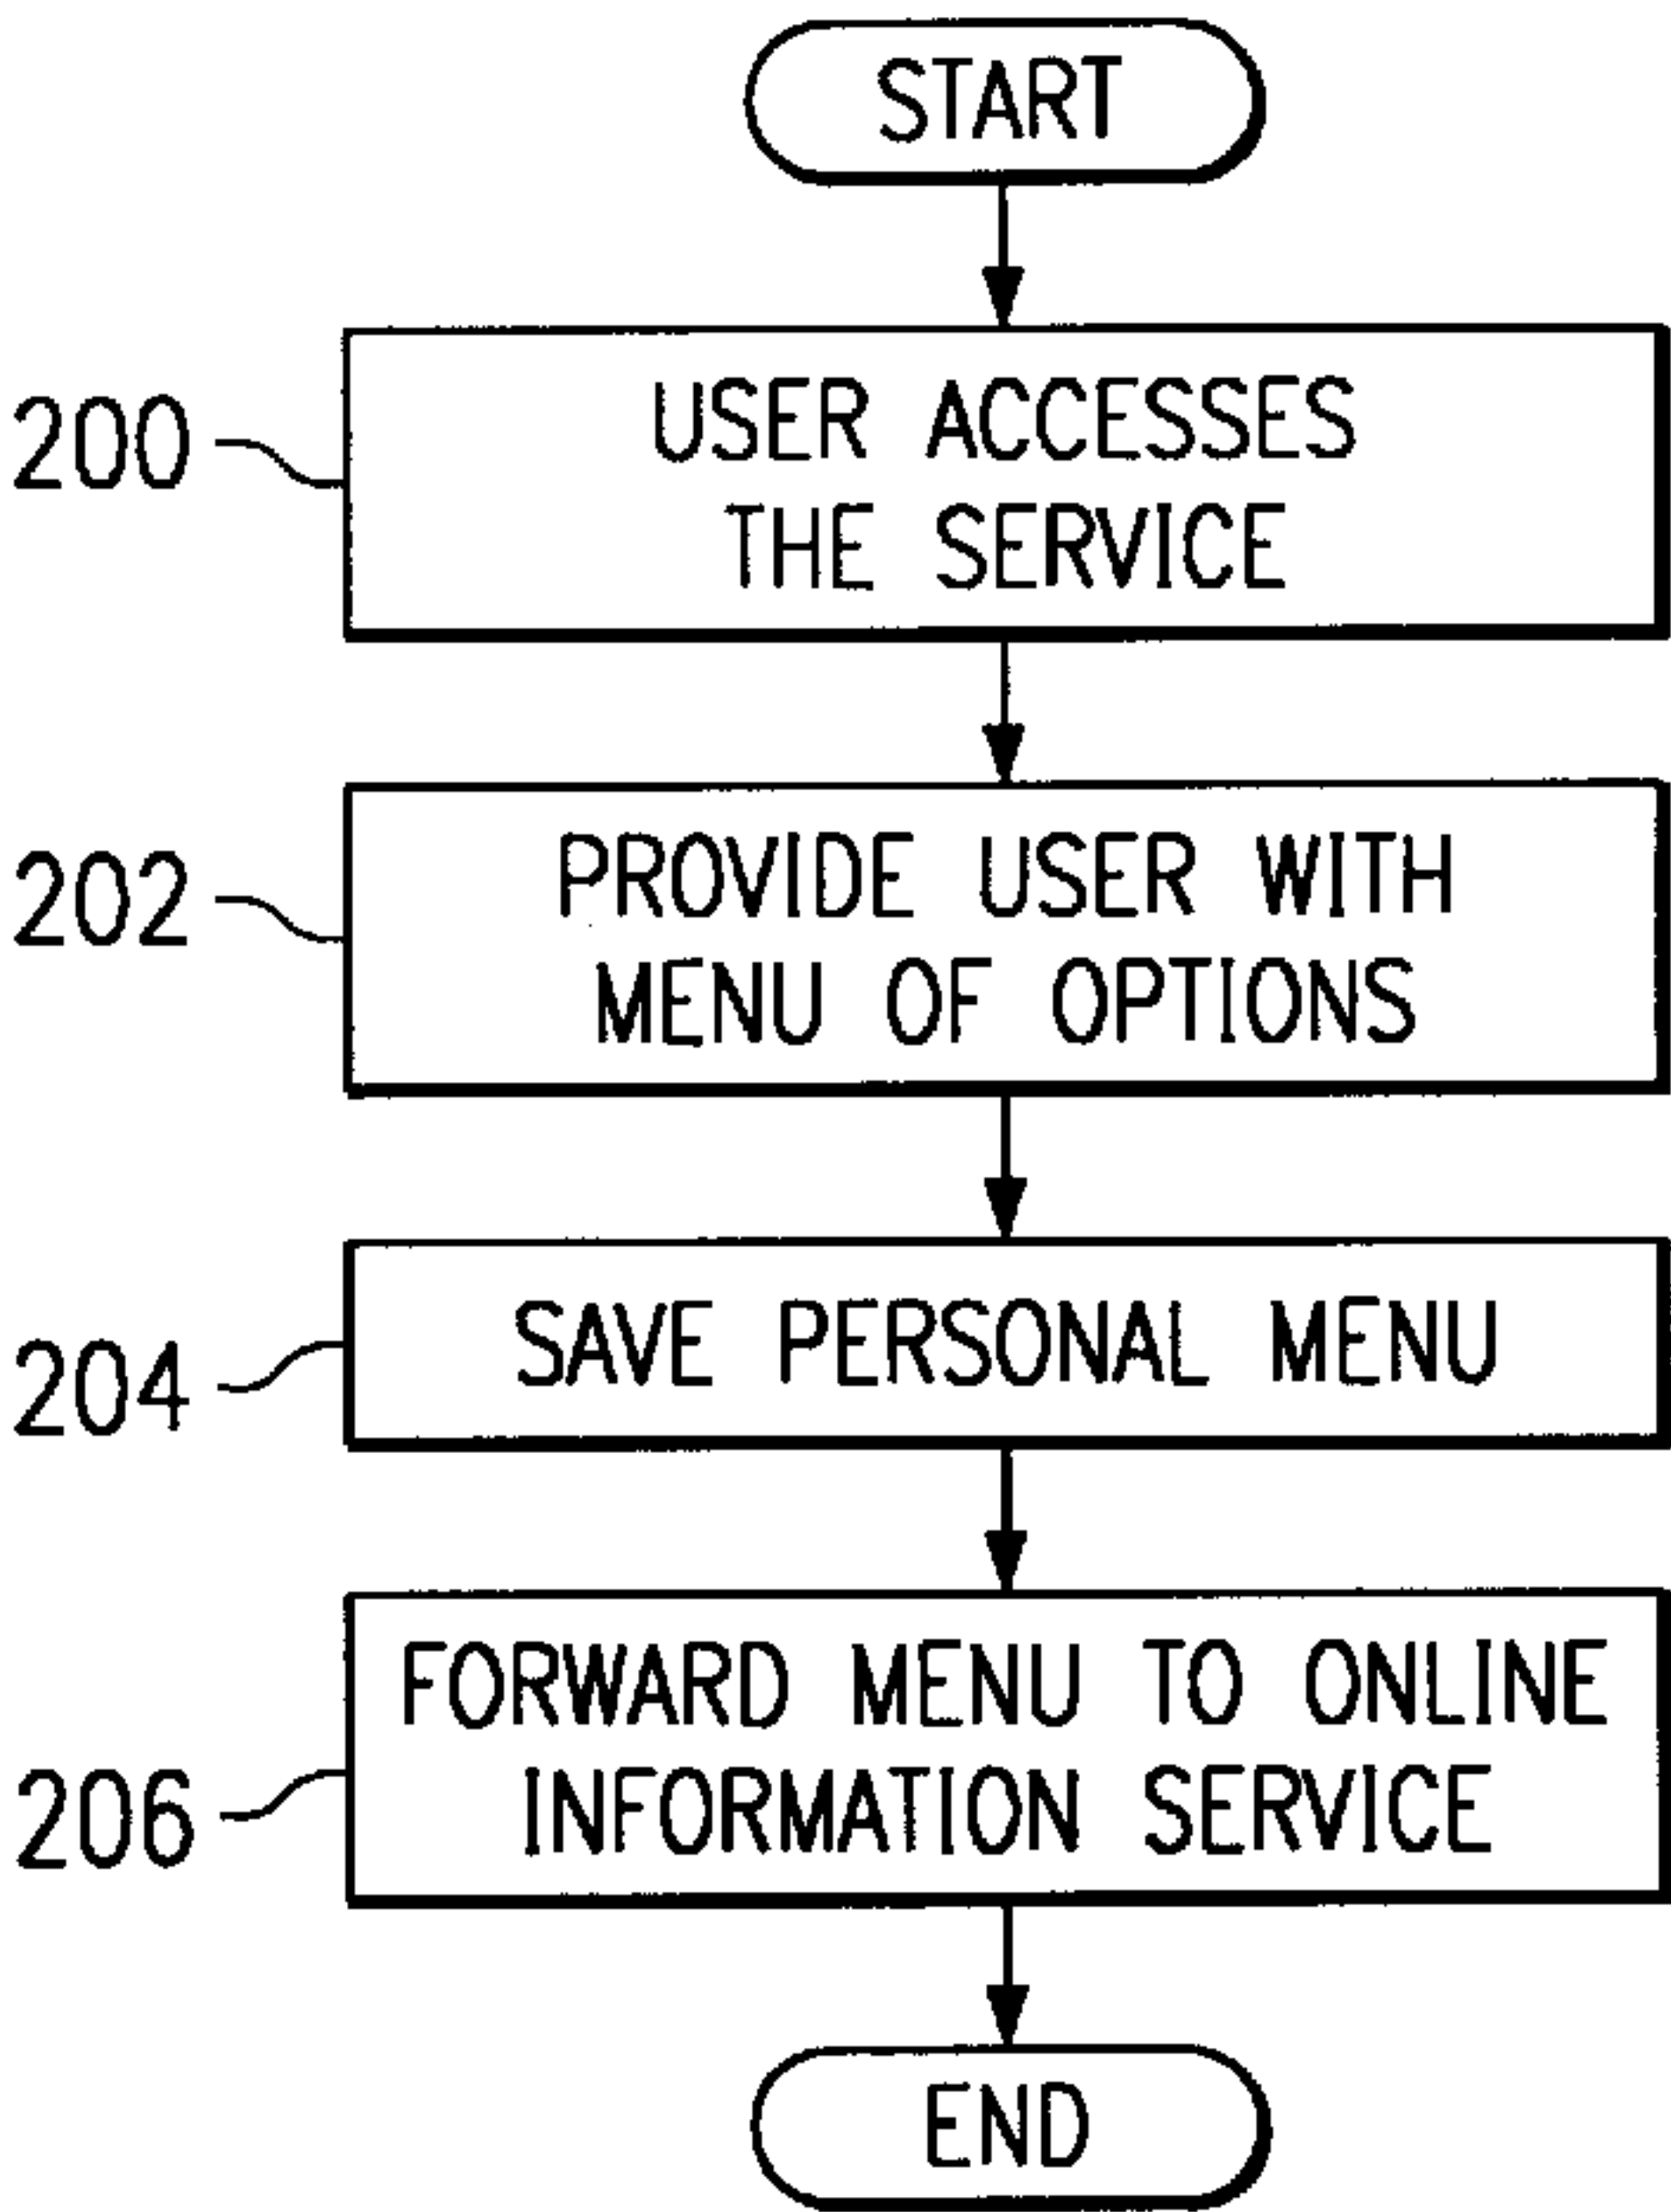 START
200
USER ACCESSES
THE SERVICE
202
PROVIDE USER WITH
MENU OF OPTIONS
204
SAVE PERSONAL MENU
206
FORWARD MENU TO ONLINE
INFORMATION SERVICE
END